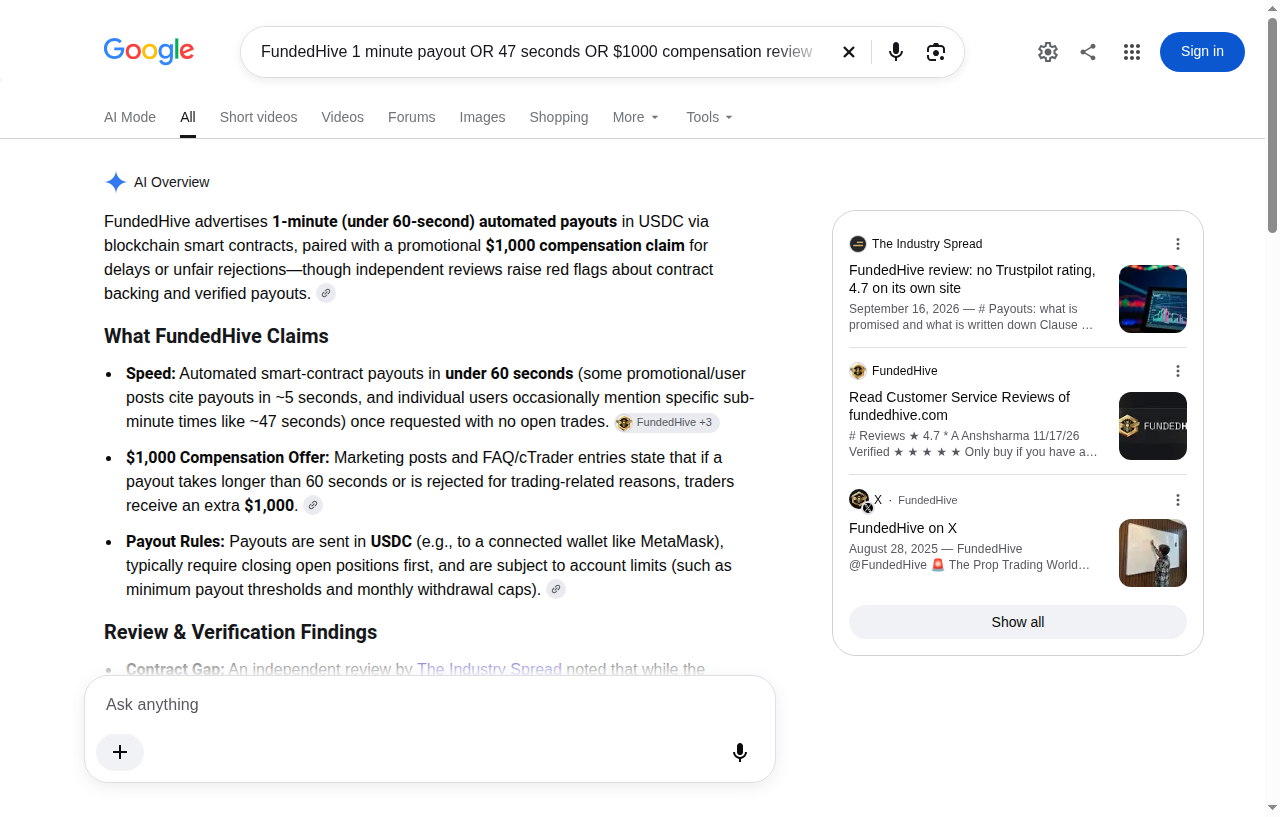 Google
FundedHive 1 minute payout OR 47 seconds OR $1000 compensation review
Sign in
AI Mode
All
Short videos
Videos
Forums
Images
Shopping
More
Tools
AI Overview
FundedHive advertises 1-minute (under 60-second) automated payouts in USDC via
blockchain smart contracts, paired with a promotional $1,000 compensation claim for
delays or unfair rejections—though independent reviews raise red flags about contract
backing and verified payouts.
What FundedHive Claims
• Speed: Automated smart-contract payouts in under 60 seconds (some promotional/user
posts cite payouts in ~5 seconds, and individual users occasionally mention specific sub-
minute times like ~47 seconds) once requested with no open trades. FundedHive +3
• $1,000 Compensation Offer: Marketing posts and FAQ/cTrader entries state that if a
payout takes longer than 60 seconds or is rejected for trading-related reasons, traders
receive an extra $1,000.
• Payout Rules: Payouts are sent in USDC (e.g., to a connected wallet like MetaMask),
typically require closing open positions first, and are subject to account limits (such as
minimum payout thresholds and monthly withdrawal caps).
Review & Verification Findings
• Contract Gap: An independent review by The Industry Spread noted that while the
Ask anything
The Industry Spread
FundedHive review: no Trustpilot rating,
4.7 on its own site
September 16, 2026 — # Payouts: what is
promised and what is written down Clause ...
FundedHive
Read Customer Service Reviews of
fundedhive.com
# Reviews ★ 4.7 * A Anshsharma 11/17/26
Verified ★ ★ ★ ★ ★ Only buy if you have a...
FUNDEDH
X · FundedHive
FundedHive on X
August 28, 2025 — FundedHive
@FundedHive 🚨 The Prop Trading World...
Show all